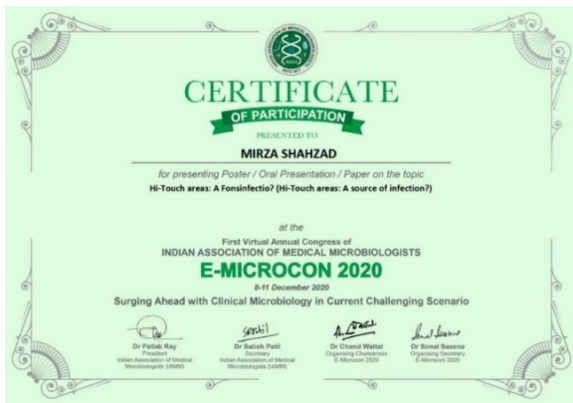 CERTIFICATE
OF PARTICIPATION
PRESENTED TO
MIRZA SHAHZAD
for presenting Poster / Oral Presentation / Paper on the topic
Hi-Touch areas: A Fonsinfectio? (Hi-Touch areas: A source of infection?)
at the
First Virtual Annual Congress of
INDIAN ASSOCIATION OF MEDICAL MICROBIOLOGISTS
E-MICROCON 2020
8-11 December 2020
Surging Ahead with Clinical Microbiology in Current Challenging Scenario
Dr Pallab Ray
President
Indian Association of Medical
Microbiologists (IAMM)
Dr Satish Patil
Secretary
Indian Association of Medical
Microbiologists (IAMM)
Dr Chand Wattal
Organising Chairperson
E-Microcon 2020
Dr Sonal Saxena
Organising Secretary
E-Microcon 2020